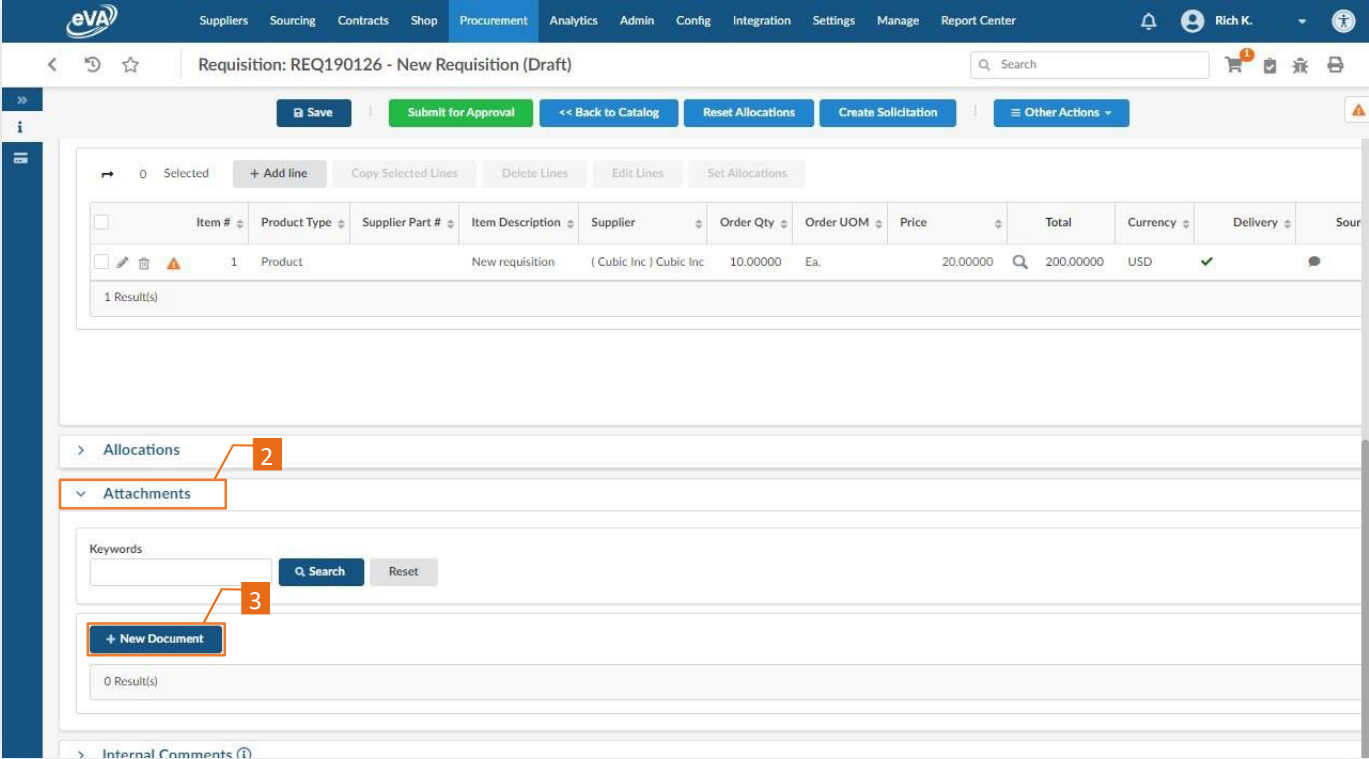 eVA Suppliers Sourcing Contracts Shop Procurement Analytics Admin Config Integration Settings Manage Report Center Rich K.
Requisition: REQ190126 - New Requisition (Draft) Search 1
Save Submit for Approval << Back to Catalog Reset Allocations Create Solicitation Other Actions
0 Selected + Add line Copy Selected Lines Delete Lines Edit Lines Set Allocations
Item # Product Type Supplier Part # Item Description Supplier Order Qty Order UOM Price Total Currency Delivery Sour
1 Product New requisition ( Cubic Inc ) Cubic Inc 10.00000 Ea. 20.00000 200.00000 USD
1 Result(s)
Allocations
2
Attachments
Keywords
Search Reset
3
+ New Document
0 Result(s)
Internal Comments